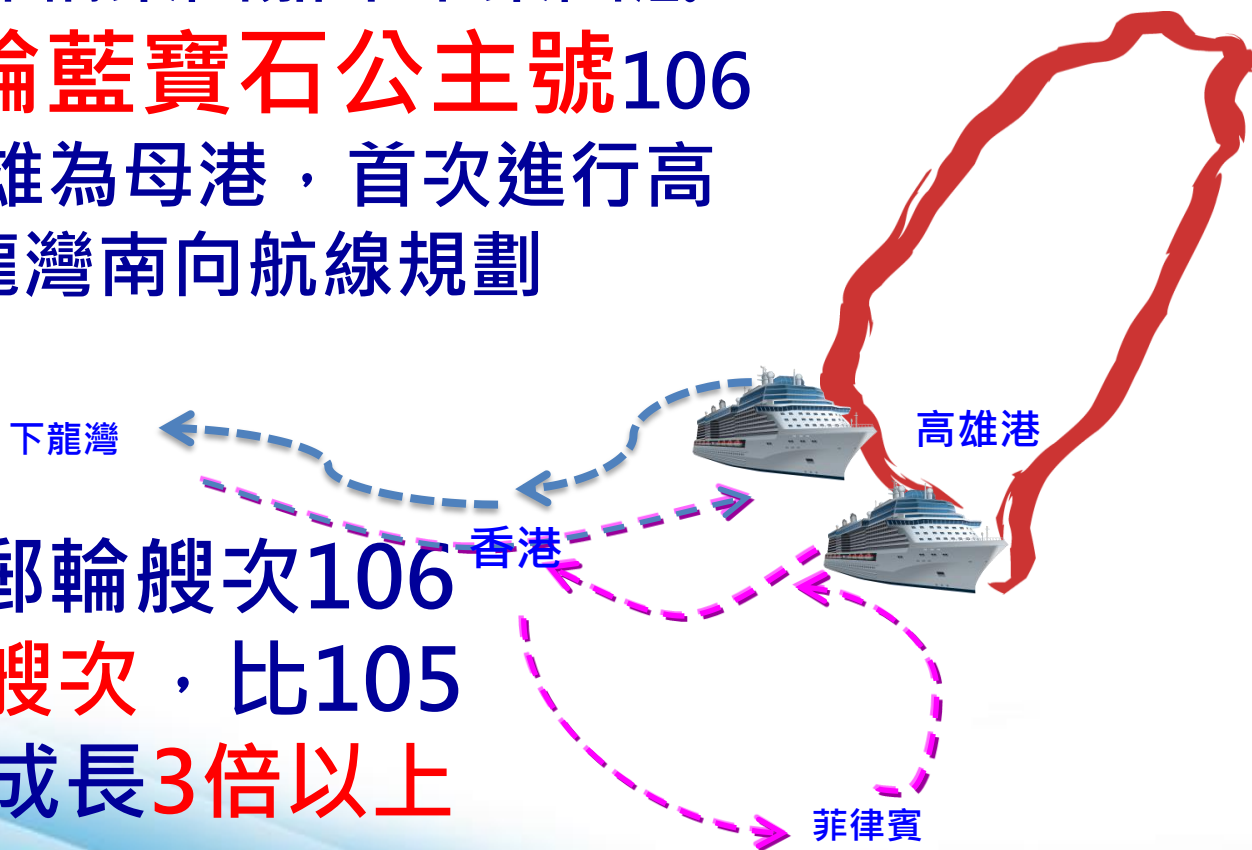 輪藍寶石公主號106
雄為母港，首次進行高
龍灣南向航線規劃
高雄港
下龍灣
香港
郵輪艘次106
艘次，比105
成長3倍以上
菲律賓